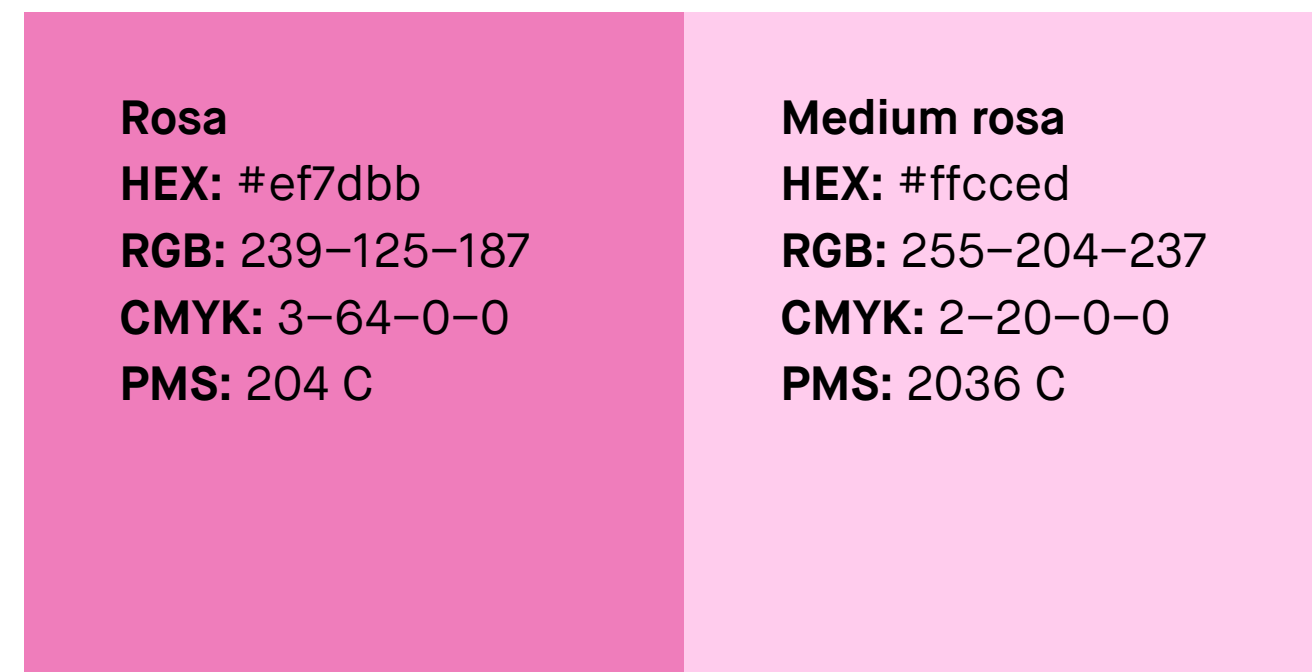 Rosa
HEX: #ef7dbb
RGB: 239–125–187
CMYK: 3–64–0–0
PMS: 204 C
Medium rosa
HEX: #ffcced
RGB: 255–204–237
CMYK: 2–20–0–0
PMS: 2036 C